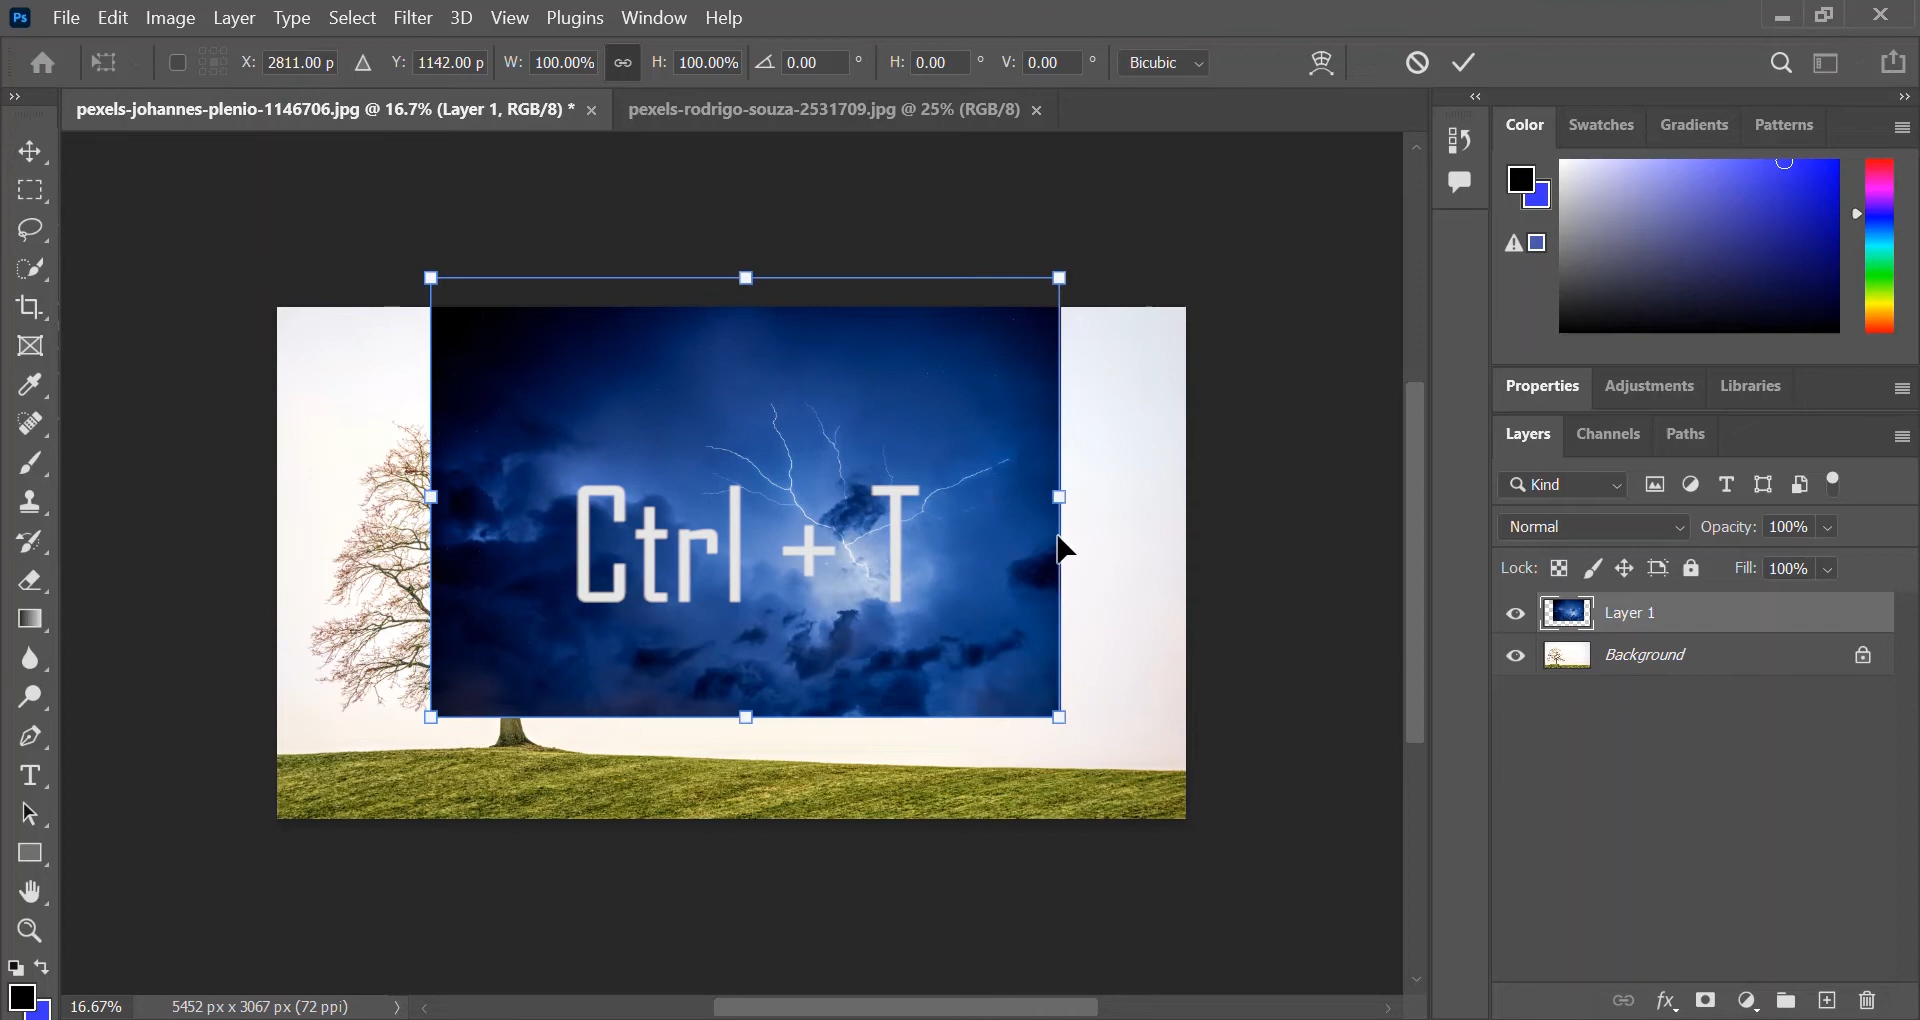 Ps File Edit Image Layer Type Select Filter 3D View Plugins Window Help
X: 2811.00 p Y: 1142.00 p W: 100.00% H: 100.00% 0.00 ° H: 0.00 ° V: 0.00 ° Bicubic
pexels-johannes-plenio-1146706.jpg @ 16.7% (Layer 1, RGB/8) * × pexels-rodrigo-souza-2531709.jpg @ 25% (RGB/8) ×
Color Swatches Gradients Patterns
Properties Adjustments Libraries
Layers Channels Paths
Kind
Normal Opacity: 100%
Lock: Fill: 100%
Layer 1
Background
Ctrl + T
16.67% 5452 px x 3067 px (72 ppi)
fx